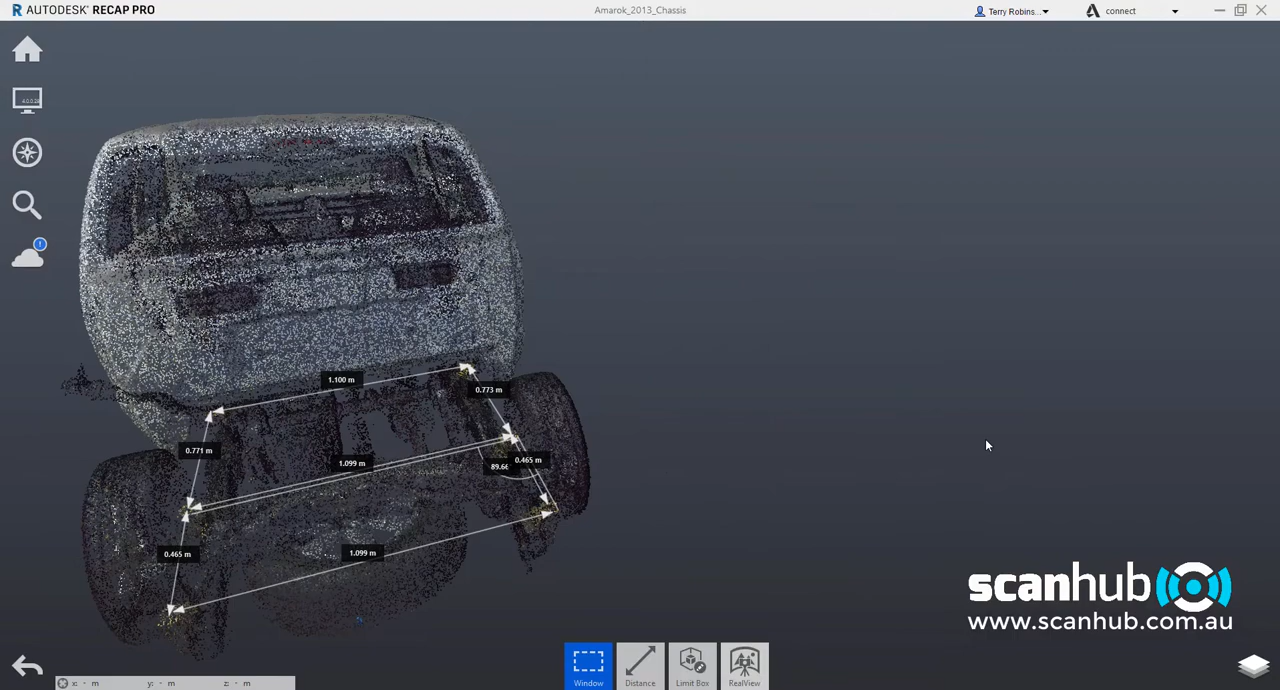 R AUTODESK® RECAP PRO
Amarok_2013_Chassis
Terry Robins...
connect
1.100 m
0.773 m
0.771 m
1.099 m
89.66
0.465 m
0.465 m
1.099 m
scanhub
www.scanhub.com.au
Window
Distance
Limit Box
RealView
x: - m y: - m z: - m